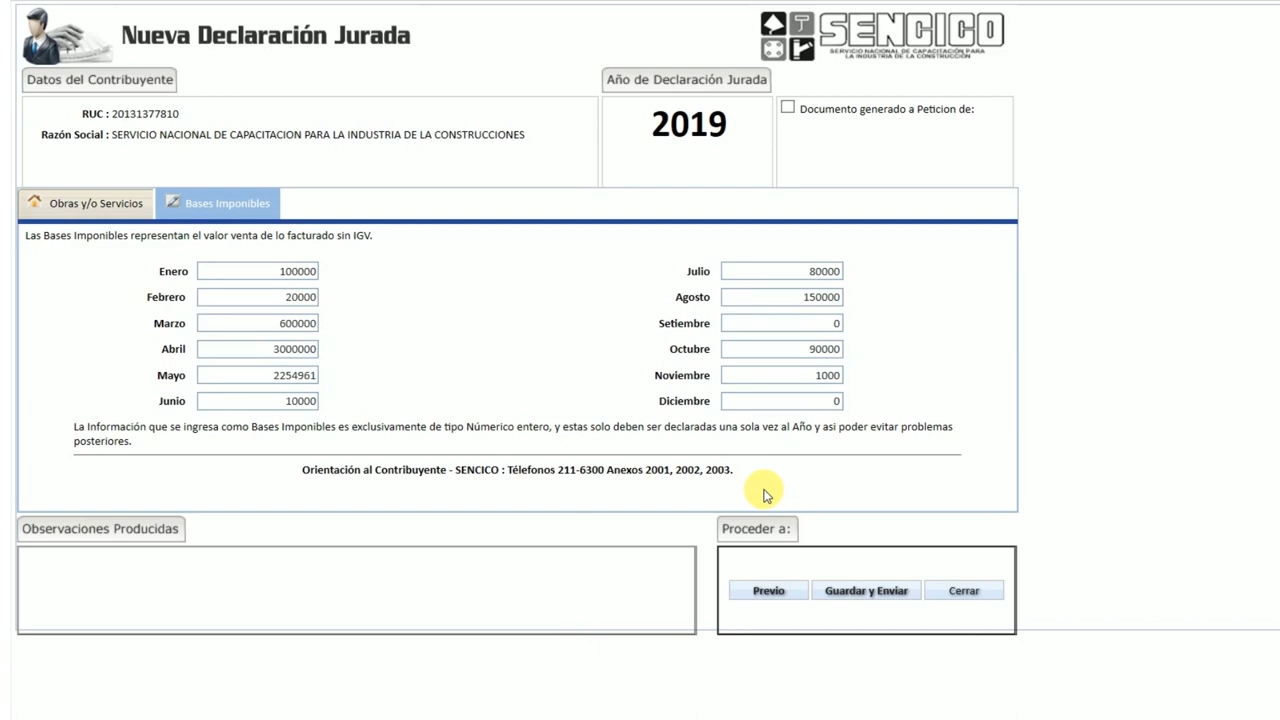 Nueva Declaración Jurada
SENCICO
SERVICIO NACIONAL DE CAPACITACIÓN PARA
LA INDUSTRIA DE LA CONSTRUCCIÓN
Datos del Contribuyente
Año de Declaración Jurada
RUC : 20131377810
Razón Social : SERVICIO NACIONAL DE CAPACITACION PARA LA INDUSTRIA DE LA CONSTRUCCIONES
2019
Documento generado a Peticion de:
Obras y/o Servicios
Bases Imponibles
Las Bases Imponibles representan el valor venta de lo facturado sin IGV.
Enero 100000
Febrero 20000
Marzo 600000
Abril 3000000
Mayo 2254961
Junio 10000
Julio 80000
Agosto 150000
Setiembre 0
Octubre 90000
Noviembre 1000
Diciembre 0
La Información que se ingresa como Bases Imponibles es exclusivamente de tipo Númerico entero, y estas solo deben ser declaradas una sola vez al Año y asi poder evitar problemas
posteriores.
Orientación al Contribuyente - SENCICO : Télefonos 211-6300 Anexos 2001, 2002, 2003.
Observaciones Producidas
Proceder a:
Previo
Guardar y Enviar
Cerrar